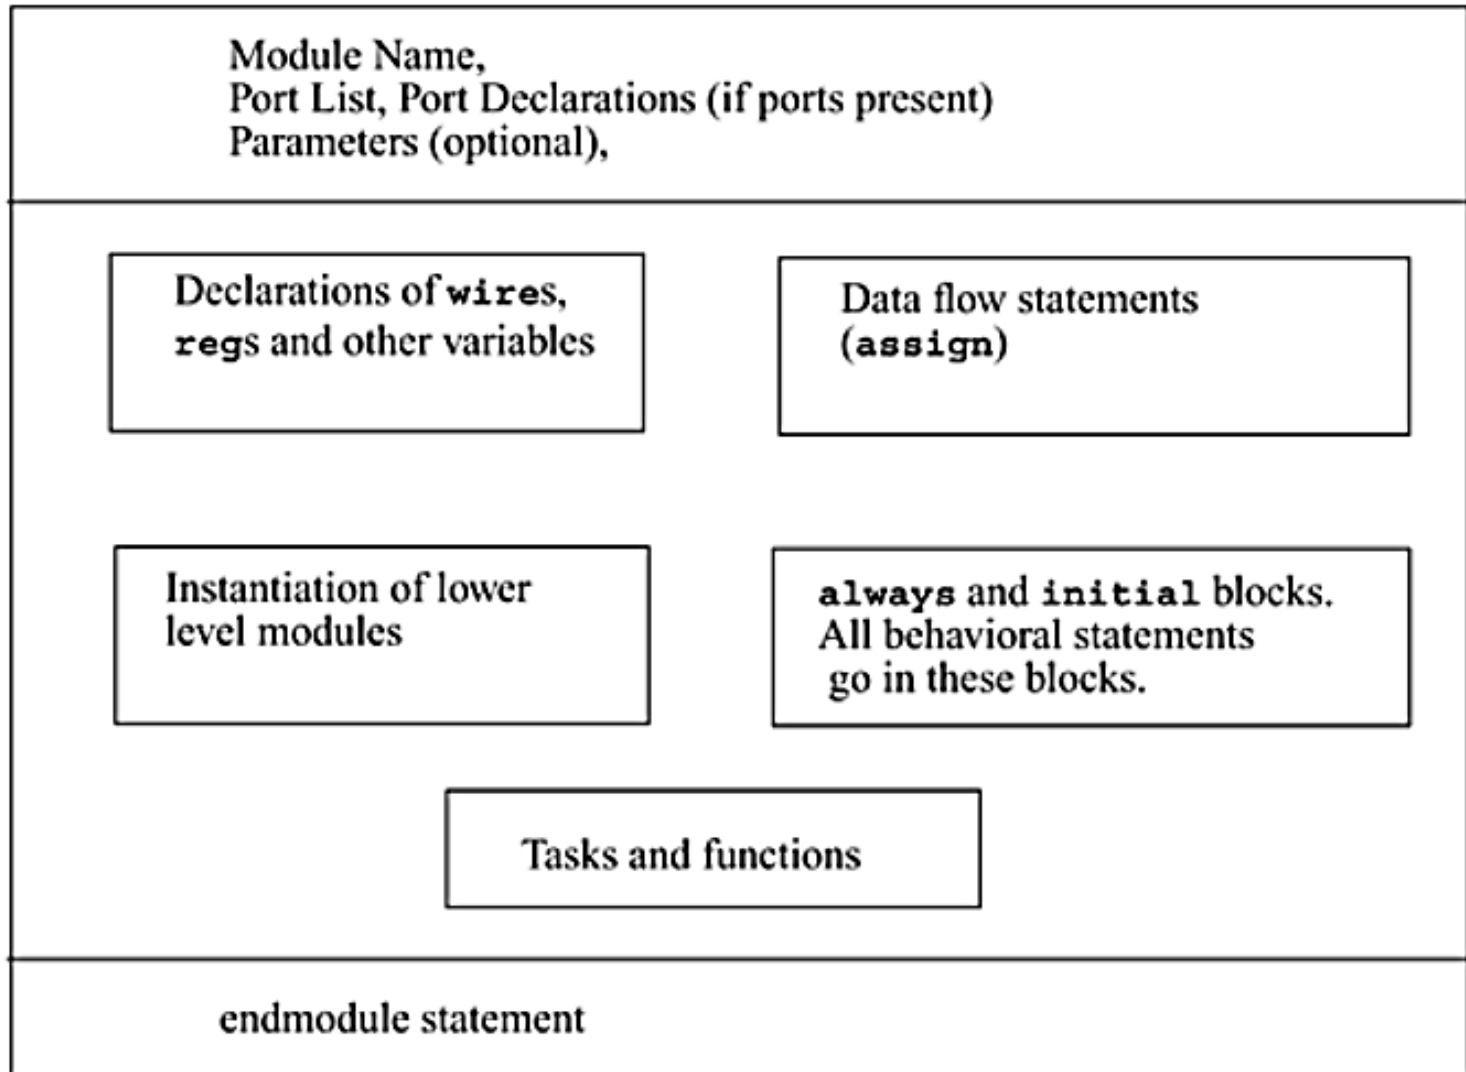 Module Name,
Port List, Port Declarations (if ports present)
Parameters (optional),
Declarations of wires,
regs and other variables
Data flow statements
(assign)
Instantiation of lower
level modules
always and initial blocks.
All behavioral statements
go in these blocks.
Tasks and functions
endmodule statement